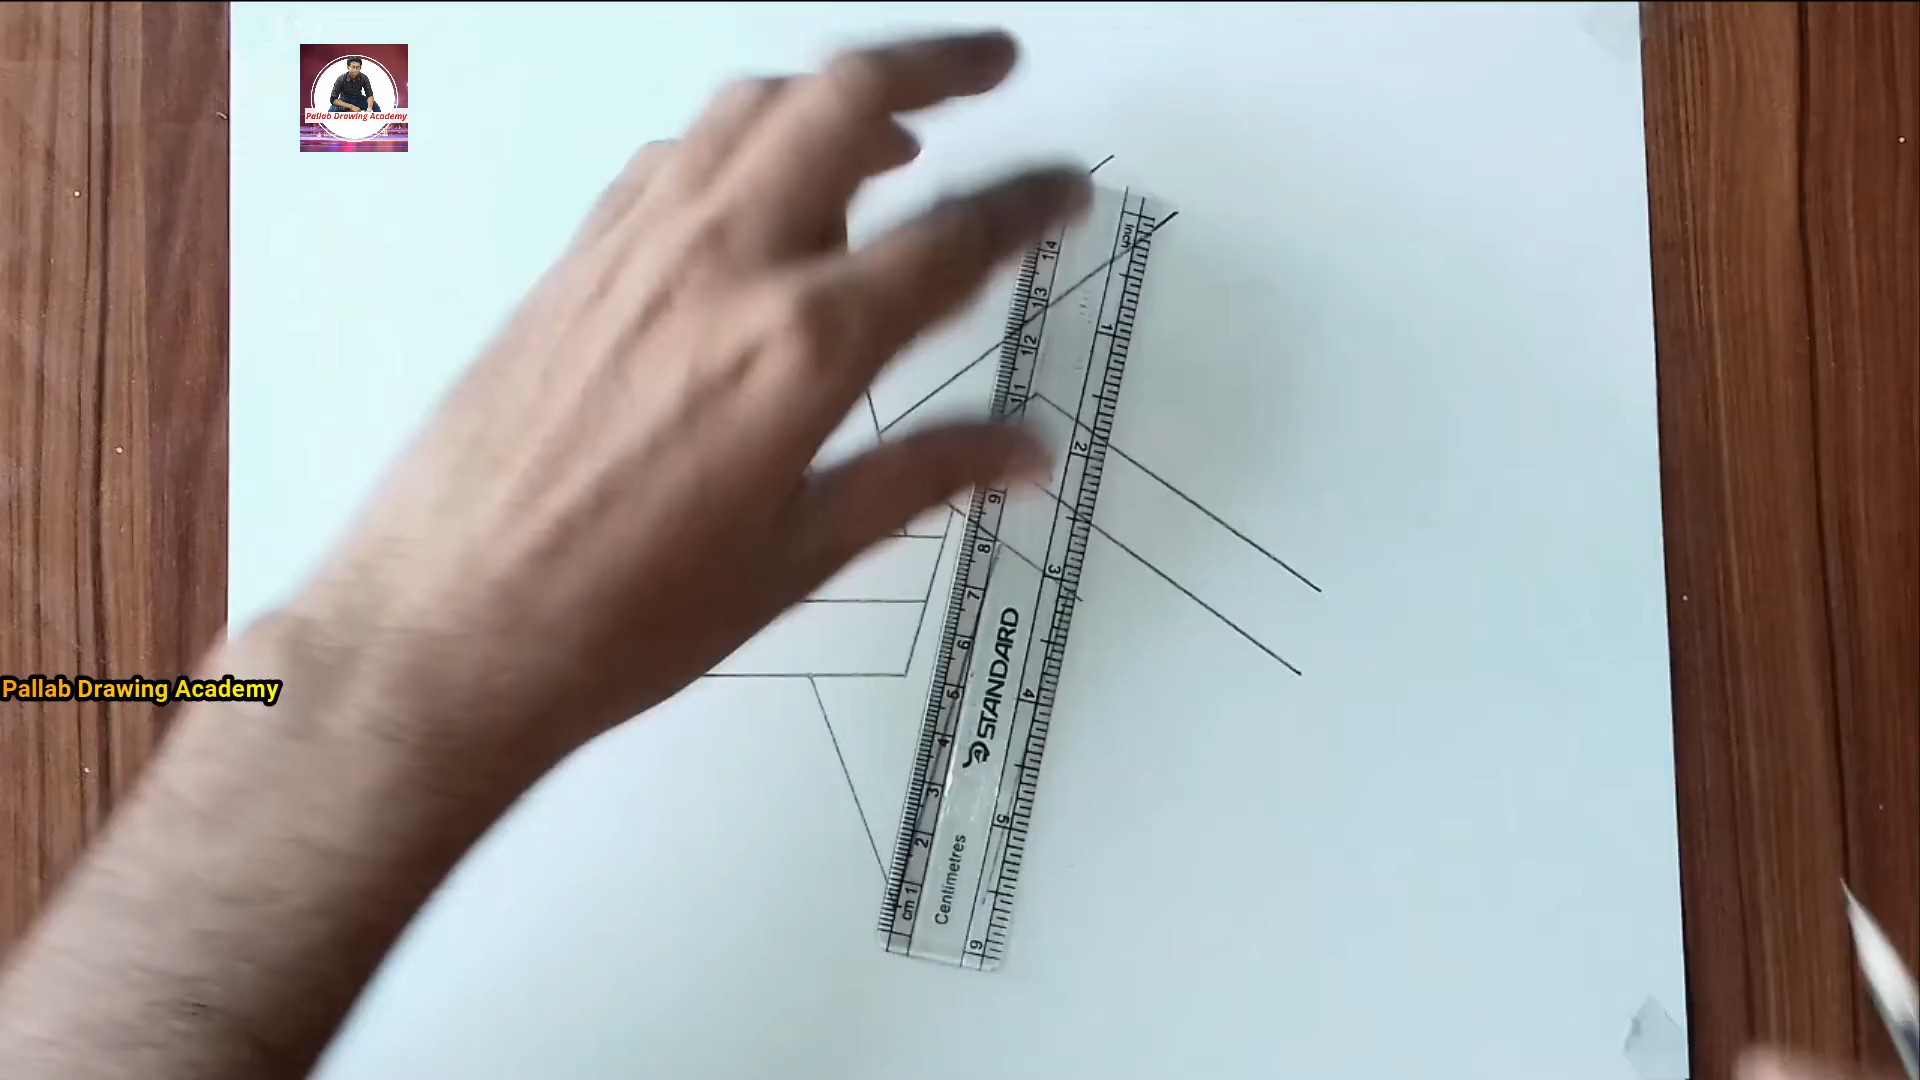 Pallab Drawing Academy
Pallab Drawing Academy
STANDARD
Centimetres
cm 1 2 3 4 5 6 7 8 9 11 12 13 14
inch 1 2 3 4 5 6